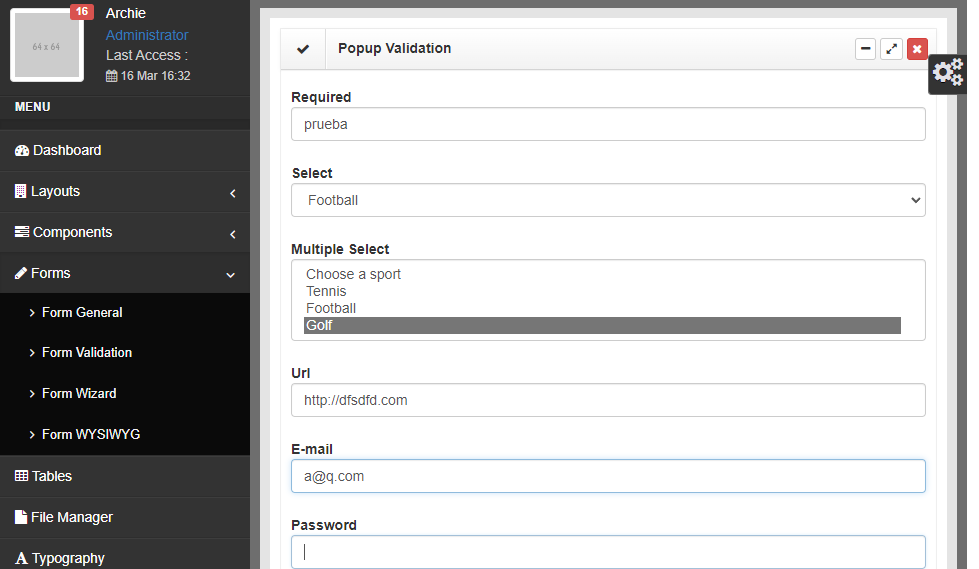 64 x 64
16
Archie
Administrator
Last Access :
16 Mar 16:32
MENU
Dashboard
Layouts
Components
Forms
Form General
Form Validation
Form Wizard
Form WYSIWYG
Tables
File Manager
Typography
Popup Validation
Required
prueba
Select
Football
Multiple Select
Choose a sport
Tennis
Football
Golf
Url
http://dfsdfd.com
E-mail
a@q.com
Password